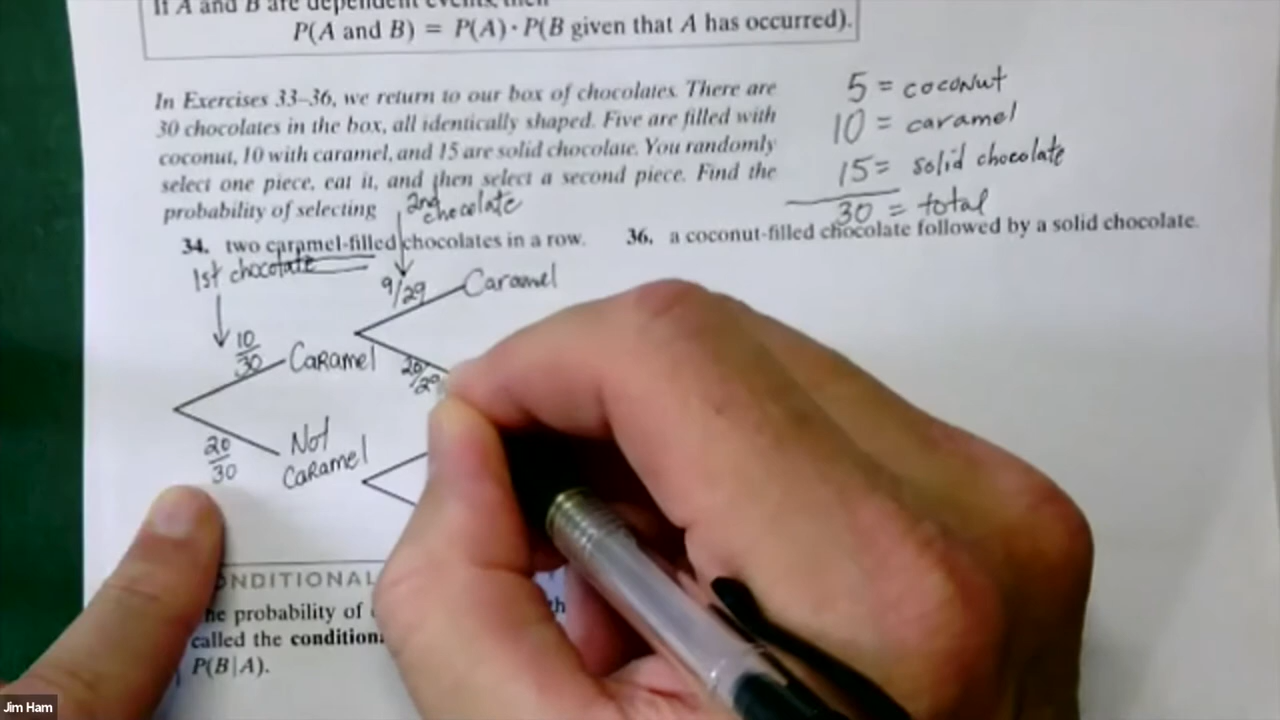 If A and B are dependent events, then
P(A and B) = P(A) · P(B given that A has occurred).
In Exercises 33–36, we return to our box of chocolates. There are
30 chocolates in the box, all identically shaped. Five are filled with
coconut, 10 with caramel, and 15 are solid chocolate. You randomly
select one piece, eat it, and then select a second piece. Find the
probability of selecting
5 = coconut
10 = caramel
15 = solid chocolate
30 = total
2nd chocolate
34. two caramel-filled chocolates in a row.
36. a coconut-filled chocolate followed by a solid chocolate.
1st chocolate
9/29 Caramel
10/30 Caramel
20/29
20/30 Not Caramel
NDITIONAL
he probability of
called the conditiona
P(B|A).
Jim Ham